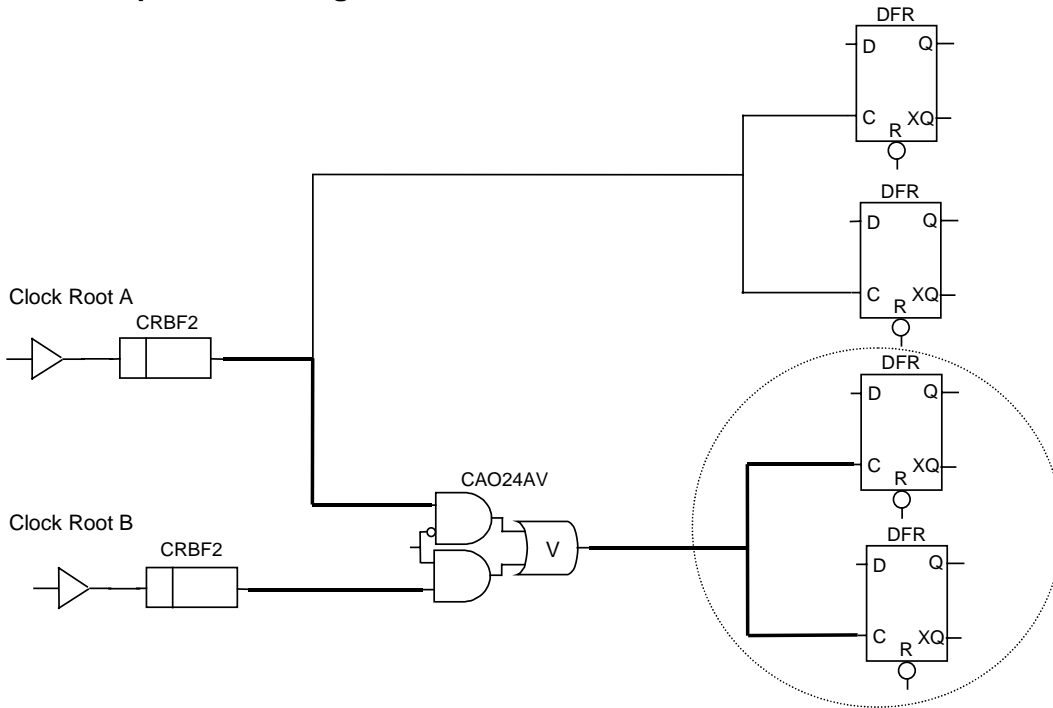 DFR
D
Q
C
XQ
R
DFR
D
Q
C
XQ
R
Clock Root A
CRBF2
DFR
D
Q
C
XQ
R
CAO24AV
V
Clock Root B
CRBF2
DFR
D
Q
C
XQ
R